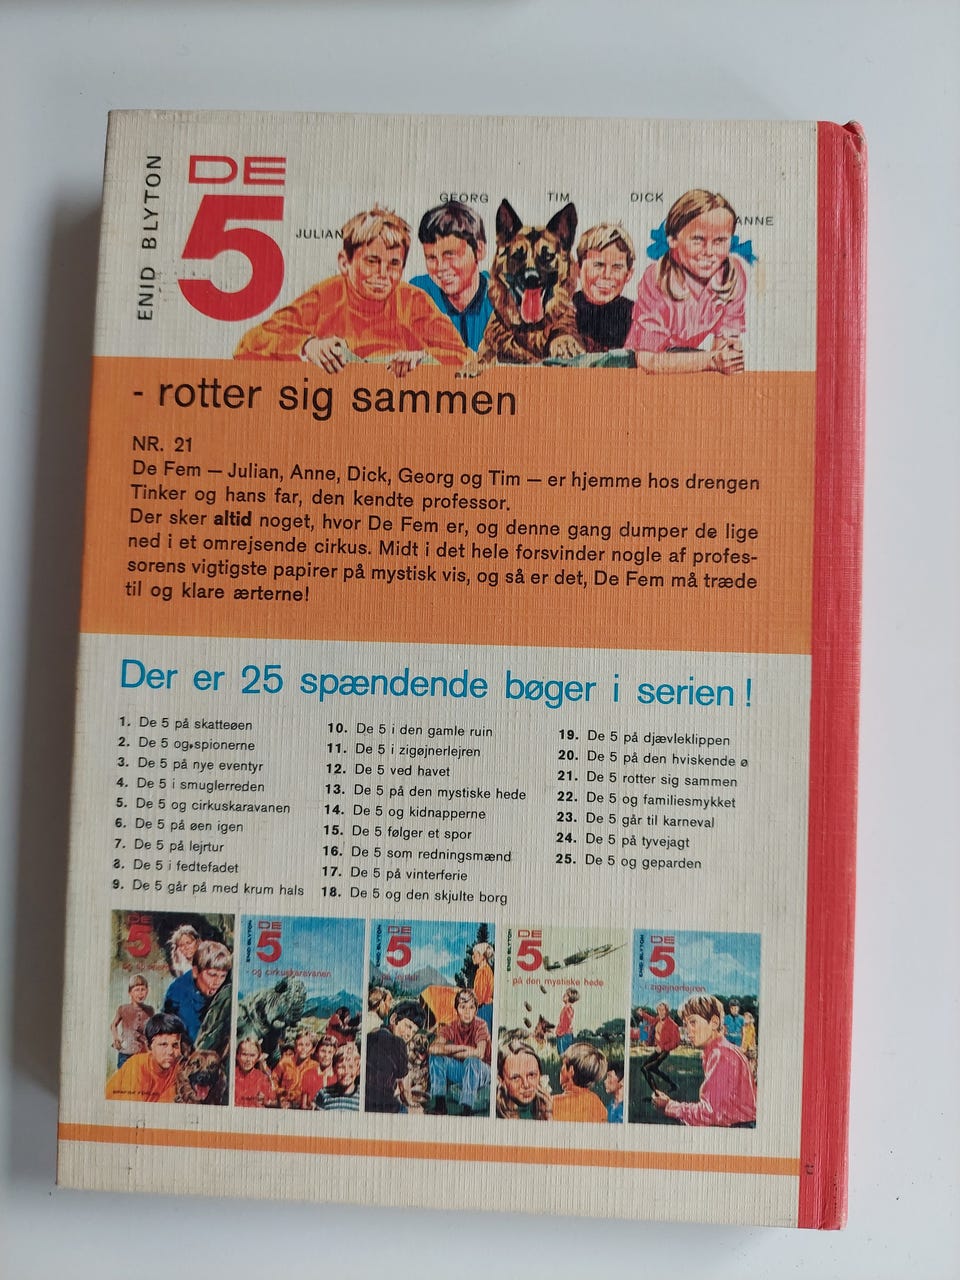 ENID BLYTON
DE
5
JULIAN
GEORG
TIM
DICK
ANNE
- rotter sig sammen
NR. 21
De Fem — Julian, Anne, Dick, Georg og Tim — er hjemme hos drengen
Tinker og hans far, den kendte professor.
Der sker altid noget, hvor De Fem er, og denne gang dumper de lige
ned i et omrejsende cirkus. Midt i det hele forsvinder nogle af profes-
sorens vigtigste papirer på mystisk vis, og så er det, De Fem må træde
til og klare ærterne!
Der er 25 spændende bøger i serien!
1. De 5 på skatteøen
2. De 5 og spionerne
3. De 5 på nye eventyr
4. De 5 i smuglerreden
5. De 5 og cirkuskaravanen
6. De 5 på øen igen
7. De 5 på lejrtur
8. De 5 i fedtefadet
9. De 5 går på med krum hals
10. De 5 i den gamle ruin
11. De 5 i zigøjnerlejren
12. De 5 ved havet
13. De 5 på den mystiske hede
14. De 5 og kidnapperne
15. De 5 følger et spor
16. De 5 som redningsmænd
17. De 5 på vinterferie
18. De 5 og den skjulte borg
19. De 5 på djævleklippen
20. De 5 på den hviskende ø
21. De 5 rotter sig sammen
22. De 5 og familiesmykket
23. De 5 går til karneval
24. De 5 på tyvejagt
25. De 5 og geparden
DE
5
ENID BLYTON
DE
5
- og cirkuskaravanen
ENID BLYTON
DE
5
ENID BLYTON
DE
5
- på den mystiske hede
ENID BLYTON
DE
5
- i zigøjnerlejren